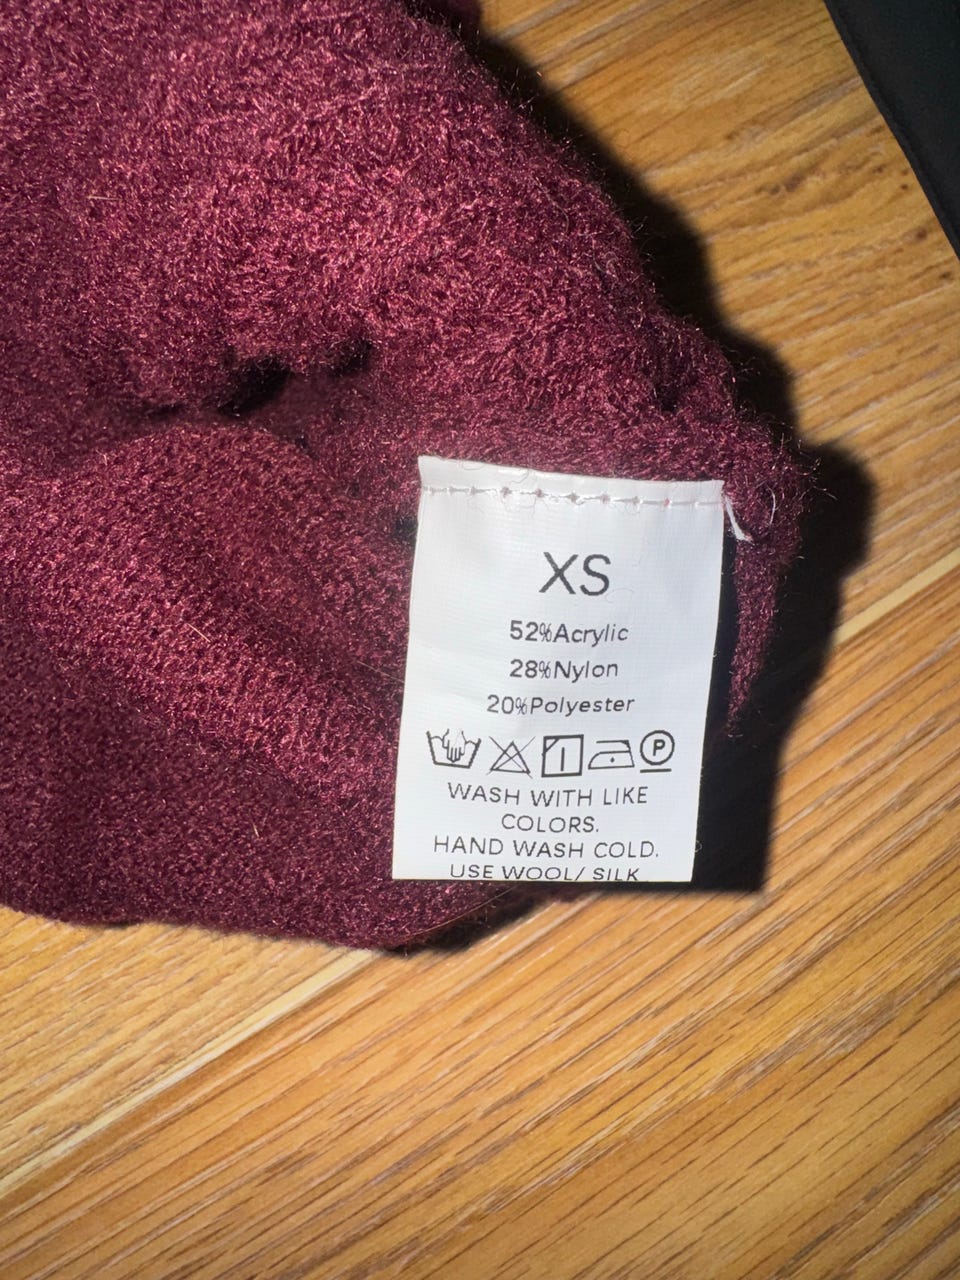 XS
52%Acrylic
28%Nylon
20%Polyester
P
WASH WITH LIKE
COLORS.
HAND WASH COLD.
USE WOOL/ SILK